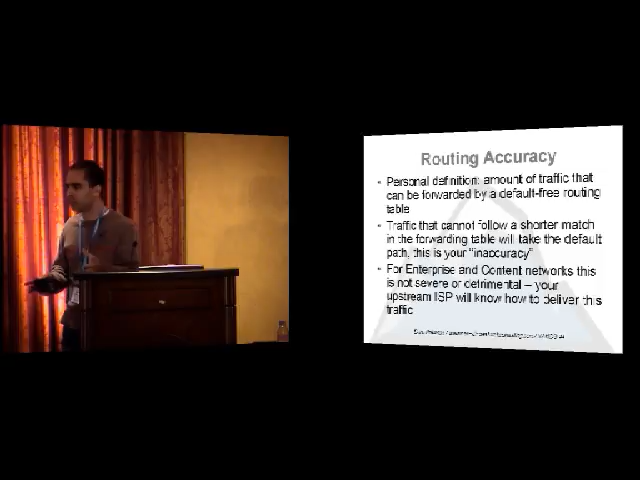 Routing Accuracy
• Personal definition: amount of traffic that
can be forwarded by a default-free routing
table
• Traffic that cannot follow a shorter match
in the forwarding table will take the default
path, this is your "inaccuracy"
• For Enterprise and Content networks this
is not severe or detrimental – your
upstream ISP will know how to deliver this
traffic